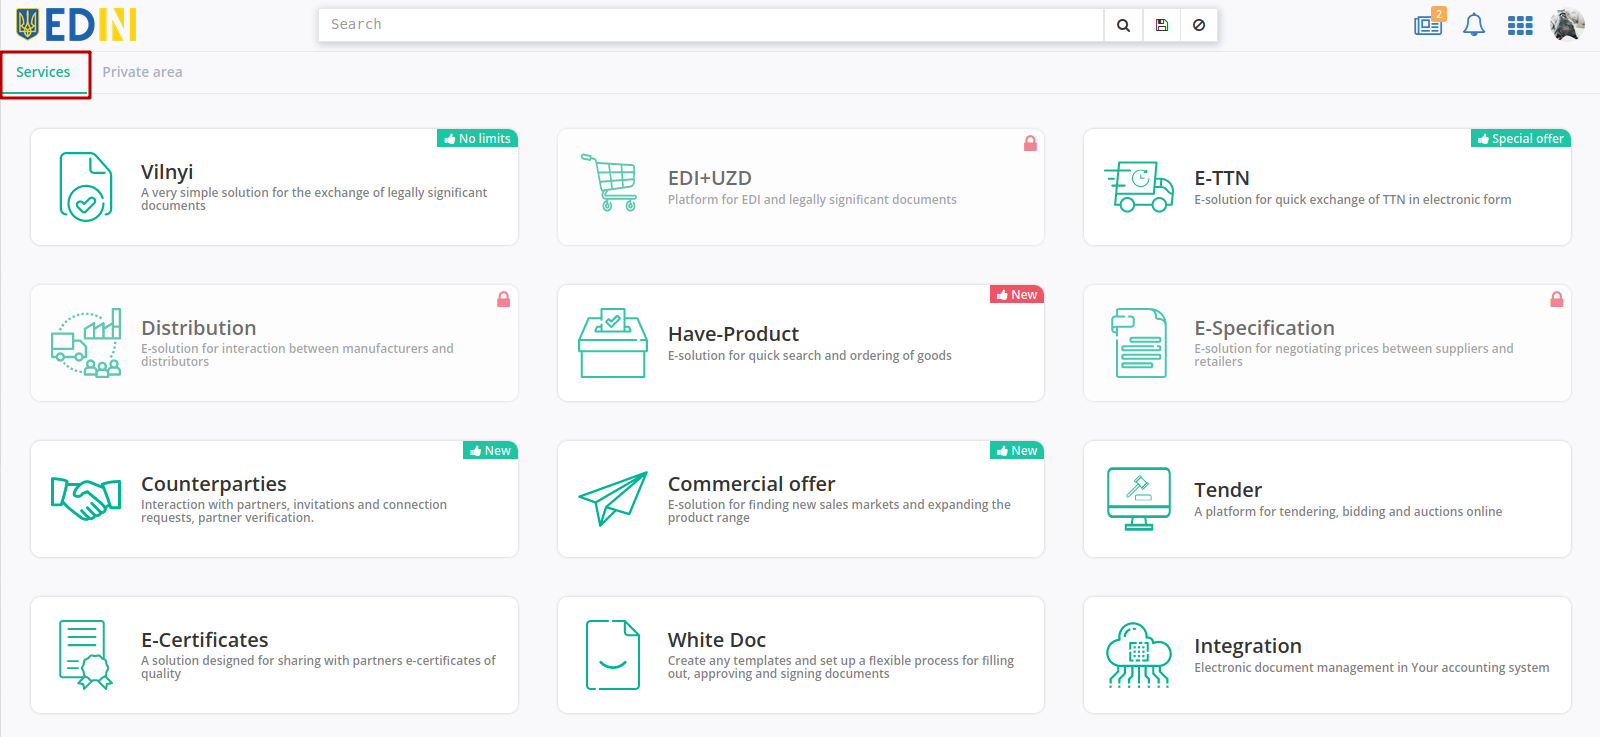 EDIN
Search
2
Services
Private area
No limits
Vilnyi
A very simple solution for the exchange of legally significant
documents
EDI+UZD
Platform for EDI and legally significant documents
Special offer
E-TTN
E-solution for quick exchange of TTN in electronic form
Distribution
E-solution for interaction between manufacturers and
distributors
New
Have-Product
E-solution for quick search and ordering of goods
E-Specification
E-solution for negotiating prices between suppliers and
retailers
New
Counterparties
Interaction with partners, invitations and connection
requests, partner verification.
New
Commercial offer
E-solution for finding new sales markets and expanding the
product range
Tender
A platform for tendering, bidding and auctions online
E-Certificates
A solution designed for sharing with partners e-certificates of
quality
White Doc
Create any templates and set up a flexible process for filling
out, approving and signing documents
Integration
Electronic document management in Your accounting system